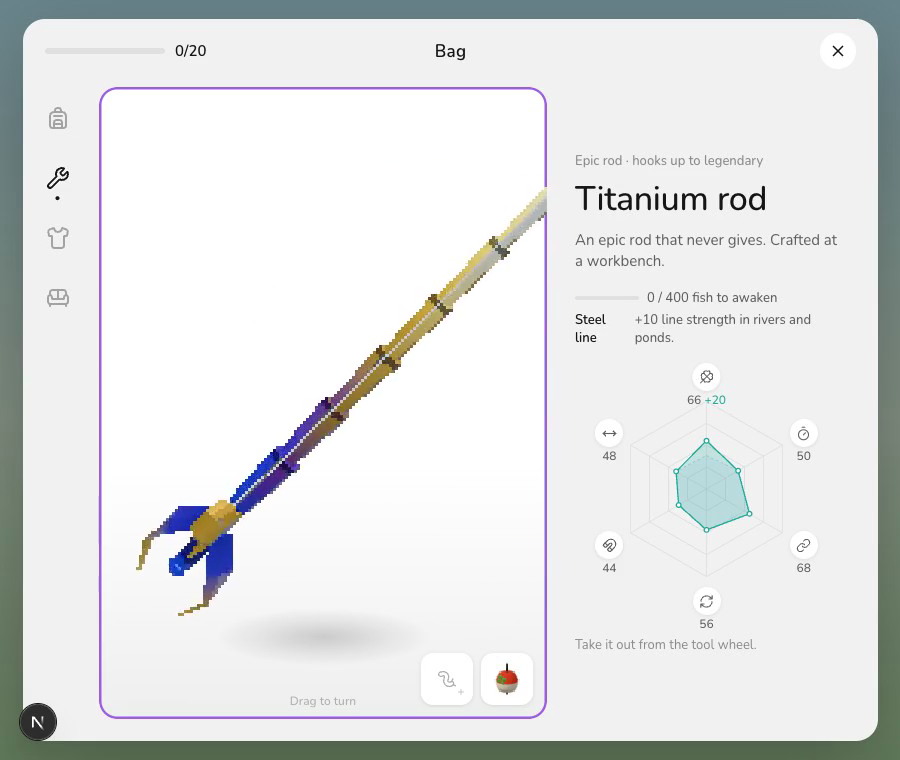 0/20
Bag
Epic rod · hooks up to legendary
Titanium rod
An epic rod that never gives. Crafted at
a workbench.
0 / 400 fish to awaken
Steel line
+10 line strength in rivers and
ponds.
66 +20
48
50
44
68
56
Take it out from the tool wheel.
Drag to turn
N